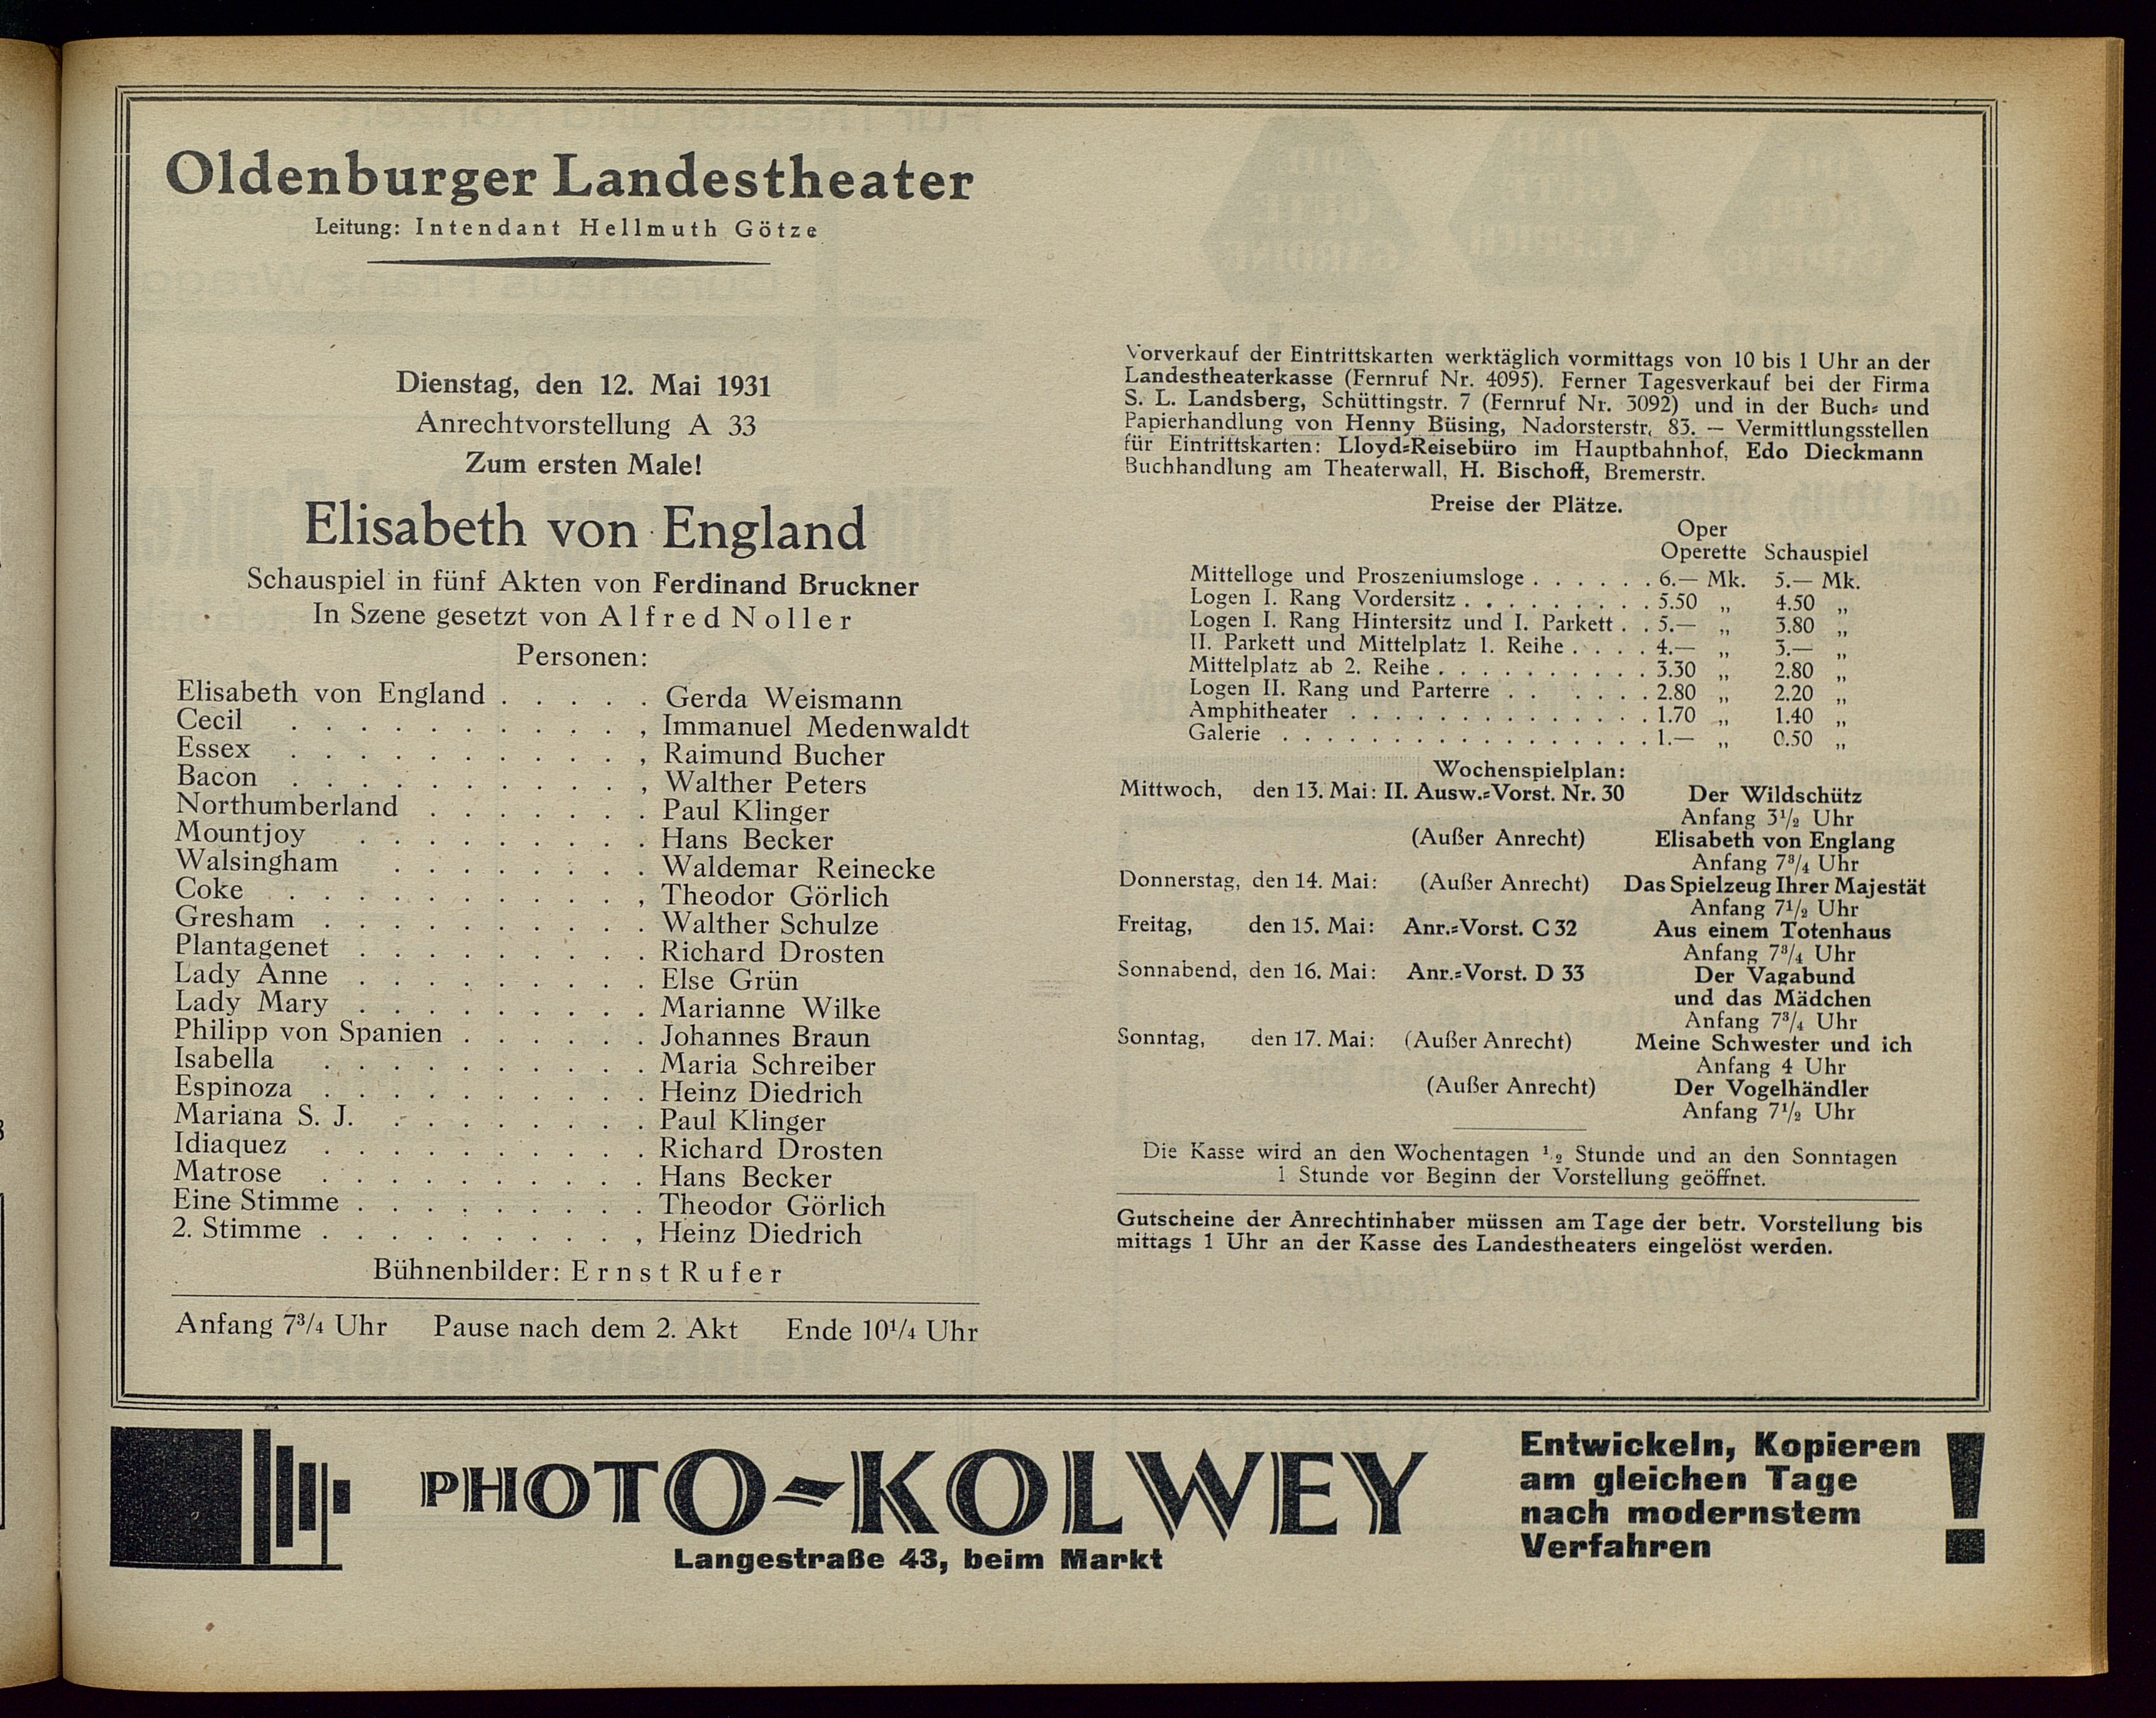 Oldenburger Landestheater
Leitung: Intendant Hellmuth Götze
Dienstag, den 12. Mai 1931
Anrechtvorstellung A 33
Zum ersten Male!
Elisabeth von England
Schauspiel in fünf Akten von Ferdinand Bruckner
In Szene gesetzt von Alfred Noller
Personen:
Elisabeth von England . . . . . Gerda Weismann
Cecil . . . . . . . . . . , Immanuel Medenwaldt
Essex . . . . . . . . . . , Raimund Bucher
Bacon . . . . . . . . . . , Walther Peters
Northumberland . . . . . . . Paul Klinger
Mountjoy . . . . . . . . . Hans Becker
Walsingham . . . . . . . . Waldemar Reinecke
Coke . . . . . . . . . . , Theodor Görlich
Gresham . . . . . . . . . . Walther Schulze
Plantagenet . . . . . . . . . Richard Drosten
Lady Anne . . . . . . . . . Else Grün
Lady Mary . . . . . . . . . Marianne Wilke
Philipp von Spanien . . . . . . Johannes Braun
Isabella . . . . . . . . . . Maria Schreiber
Espinoza . . . . . . . . . . Heinz Diedrich
Mariana S. J. . . . . . . . . Paul Klinger
Idiaquez . . . . . . . . . . Richard Drosten
Matrose . . . . . . . . . . Hans Becker
Eine Stimme . . . . . . . . . Theodor Görlich
2. Stimme . . . . . . . . . , Heinz Diedrich
Bühnenbilder: Ernst Rufer
Anfang 7³/₄ Uhr Pause nach dem 2. Akt Ende 10¹/₄ Uhr
Vorverkauf der Eintrittskarten werktäglich vormittags von 10 bis 1 Uhr an der
Landestheaterkasse (Fernruf Nr. 4095). Ferner Tagesverkauf bei der Firma
S. L. Landsberg, Schüttingstr. 7 (Fernruf Nr. 3092) und in der Buch- und
Papierhandlung von Henny Büsing, Nadorsterstr. 83. — Vermittlungsstellen
für Eintrittskarten: Lloyd-Reisebüro im Hauptbahnhof, Edo Dieckmann
Buchhandlung am Theaterwall, H. Bischoff, Bremerstr.
Preise der Plätze.
Oper
Operette Schauspiel
Mittelloge und Proszeniumsloge . . . . . . 6.— Mk. 5.— Mk.
Logen I. Rang Vordersitz . . . . . . . . . 5.50 „ 4.50 „
Logen I. Rang Hintersitz und I. Parkett . . 5.— „ 3.80 „
II. Parkett und Mittelplatz 1. Reihe . . . . 4.— „ 3.— „
Mittelplatz ab 2. Reihe . . . . . . . . . . 3.30 „ 2.80 „
Logen II. Rang und Parterre . . . . . . . 2.80 „ 2.20 „
Amphitheater . . . . . . . . . . . . . . 1.70 „ 1.40 „
Galerie . . . . . . . . . . . . . . . . . 1.— „ 0.50 „
Wochenspielplan:
Mittwoch, den 13. Mai: II. Ausw.-Vorst. Nr. 30 Der Wildschütz
Anfang 3¹/₂ Uhr
(Außer Anrecht) Elisabeth von Englang
Anfang 7³/₄ Uhr
Donnerstag, den 14. Mai: (Außer Anrecht) Das Spielzeug Ihrer Majestät
Anfang 7¹/₂ Uhr
Freitag, den 15. Mai: Anr.-Vorst. C 32 Aus einem Totenhaus
Anfang 7³/₄ Uhr
Sonnabend, den 16. Mai: Anr.-Vorst. D 33 Der Vagabund
und das Mädchen
Anfang 7³/₄ Uhr
Sonntag, den 17. Mai: (Außer Anrecht) Meine Schwester und ich
Anfang 4 Uhr
(Außer Anrecht) Der Vogelhändler
Anfang 7¹/₂ Uhr
Die Kasse wird an den Wochentagen ¹/₂ Stunde und an den Sonntagen
1 Stunde vor Beginn der Vorstellung geöffnet.
Gutscheine der Anrechtinhaber müssen am Tage der betr. Vorstellung bis
mittags 1 Uhr an der Kasse des Landestheaters eingelöst werden.
PHOTO-KOLWEY
Langestraße 43, beim Markt
Entwickeln, Kopieren
am gleichen Tage
nach modernstem
Verfahren
!